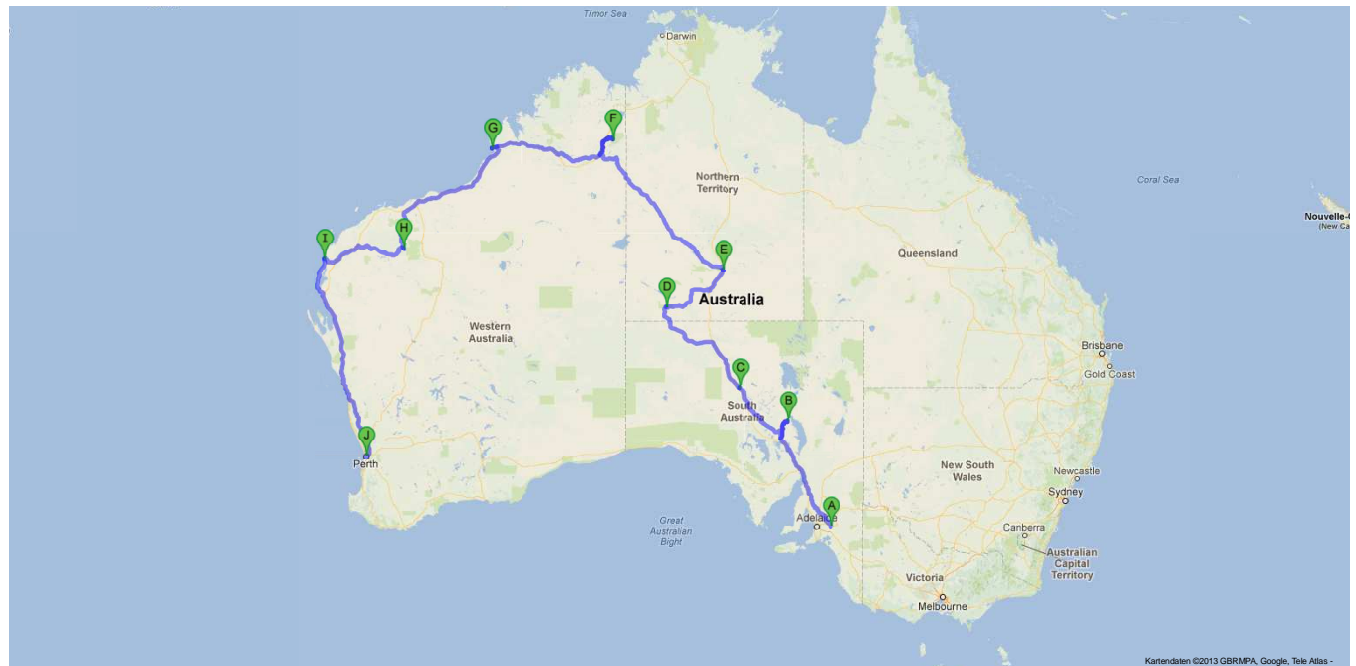 Timor Sea
Darwin
F
G
Northern
Territory
Coral Sea
Nouvelle-C
(New Ca
H
I
E
Queensland
D
Australia
Western
Australia
Brisbane
Gold Coast
C
B
South
Australia
J
Perth
New South
Wales
Newcastle
Sydney
A
Adelaide
Great
Australian
Bight
Canberra
Australian
Capital
Territory
Victoria
Melbourne
Kartendaten ©2013 GBRMPA, Google, Tele Atlas -